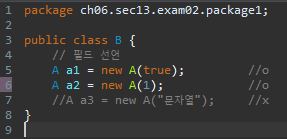 1 package ch06.sec13.exam02.package1;
2
3 public class B {
4 // 필드 선언
5 A a1 = new A(true); //o
6 A a2 = new A(1); //o
7 //A a3 = new A("문자열"); //x
8 }
9